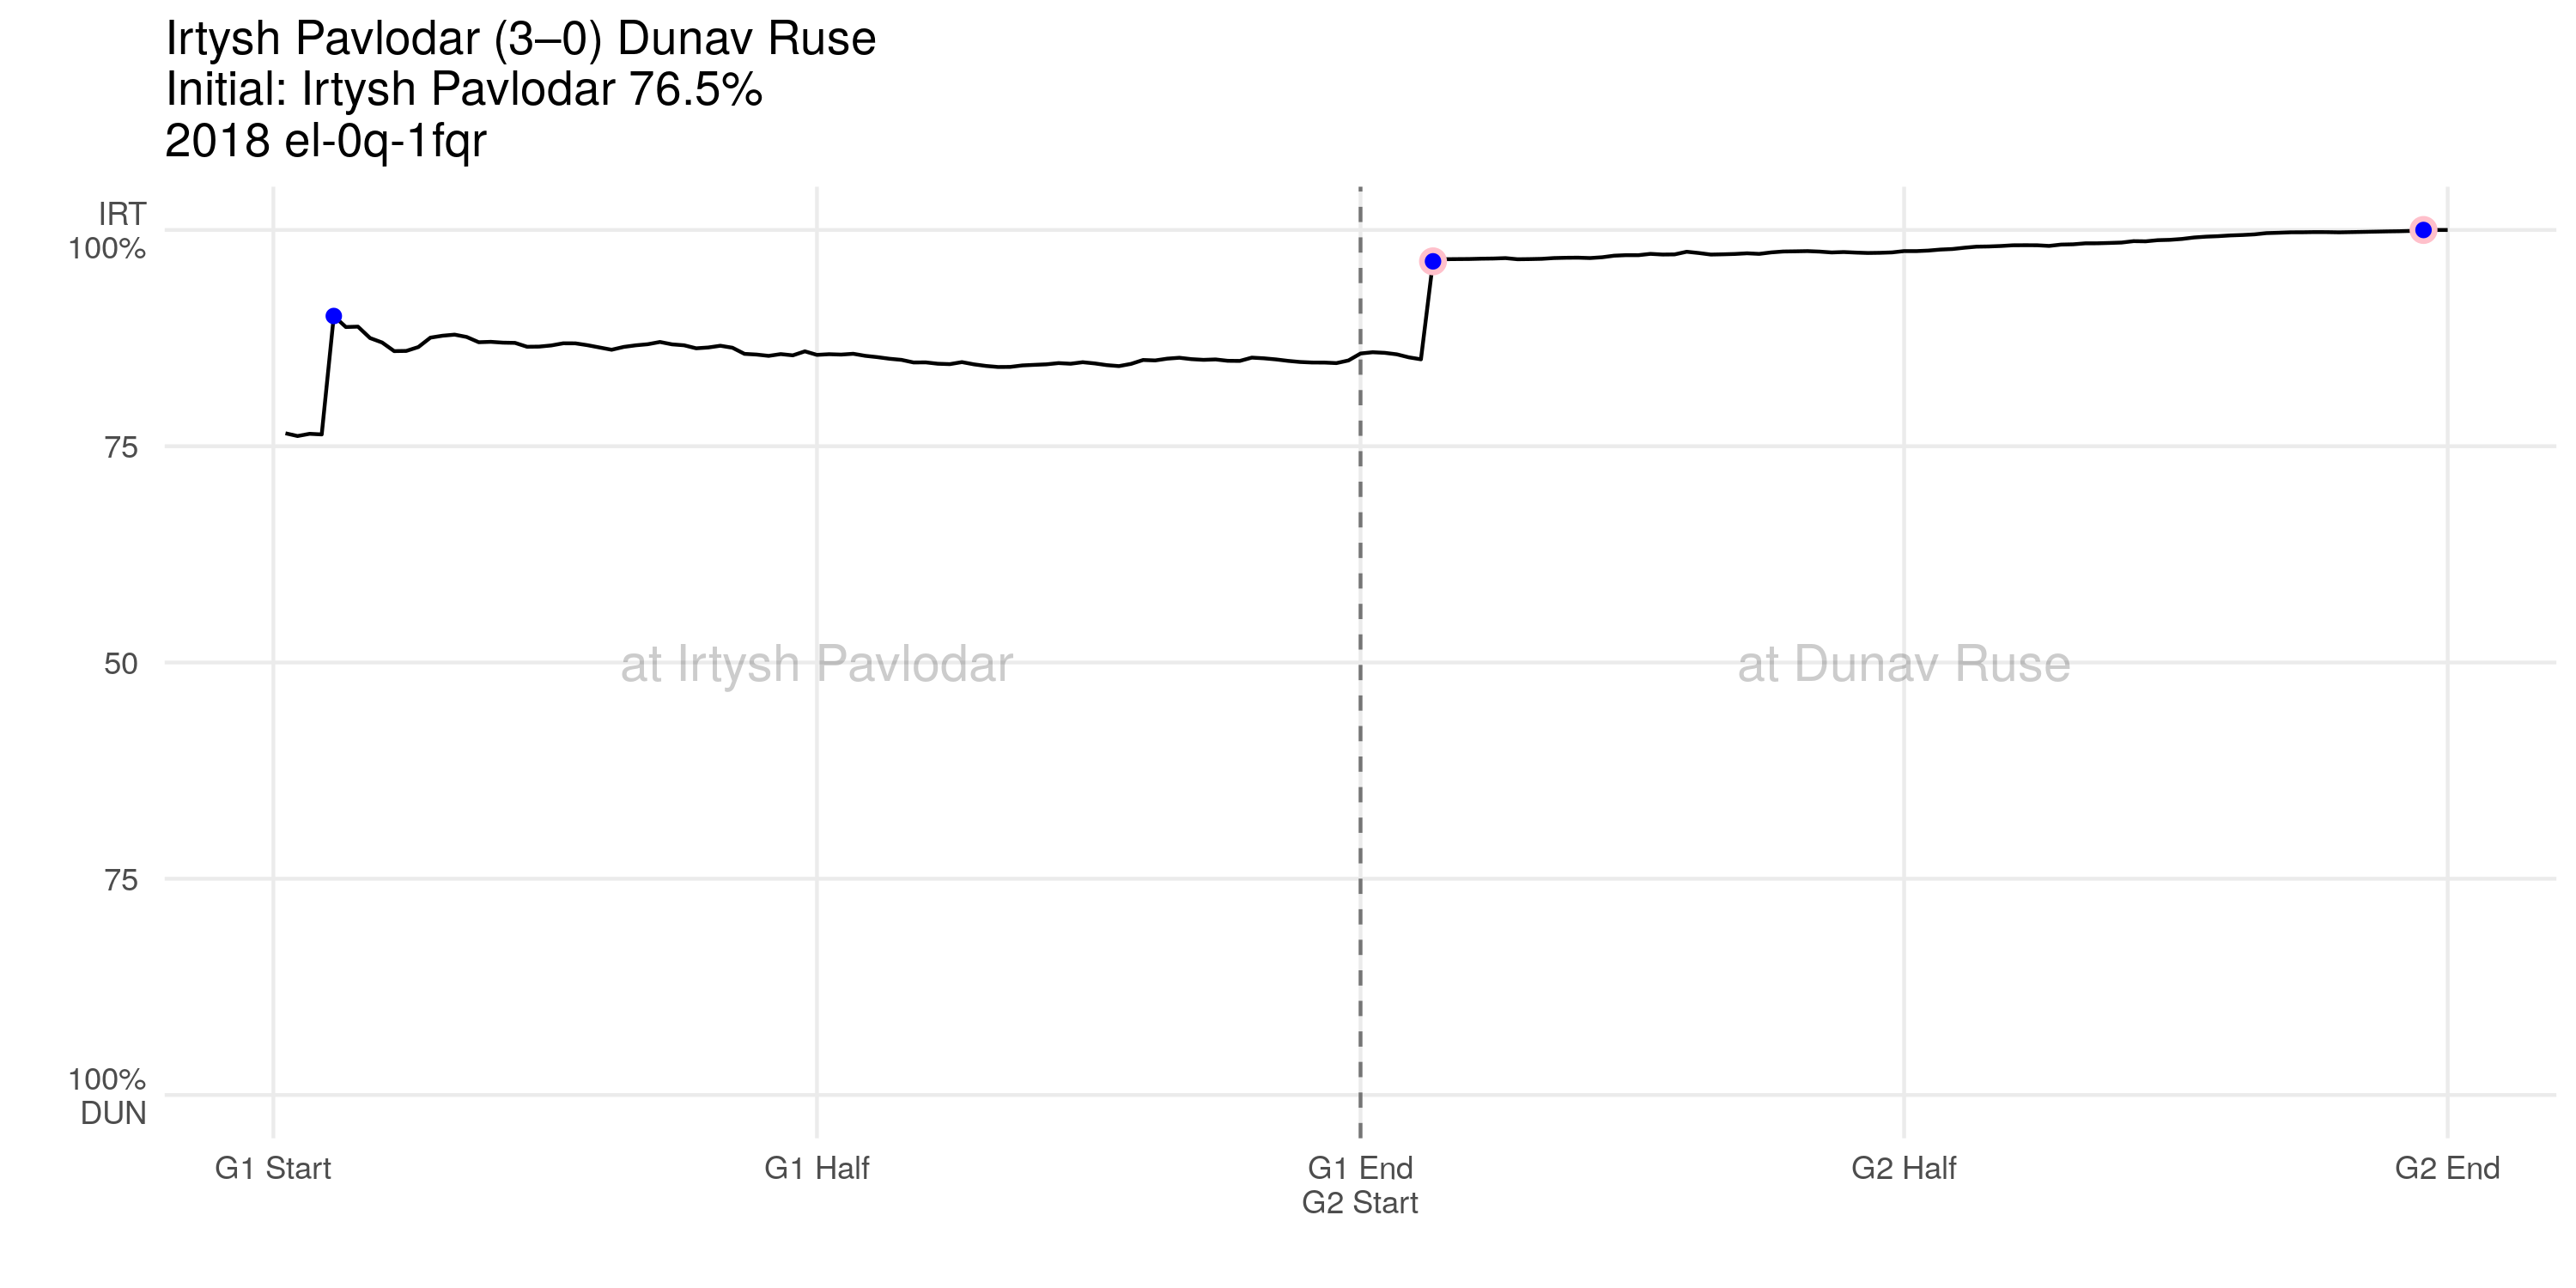 Irtysh Pavlodar (3–0) Dunav Ruse
Initial: Irtysh Pavlodar 76.5%
2018 el-0q-1fqr
IRT
100%
75
50
75
100%
DUN
at Irtysh Pavlodar
at Dunav Ruse
G1 Start
G1 Half
G1 End
G2 Start
G2 Half
G2 End